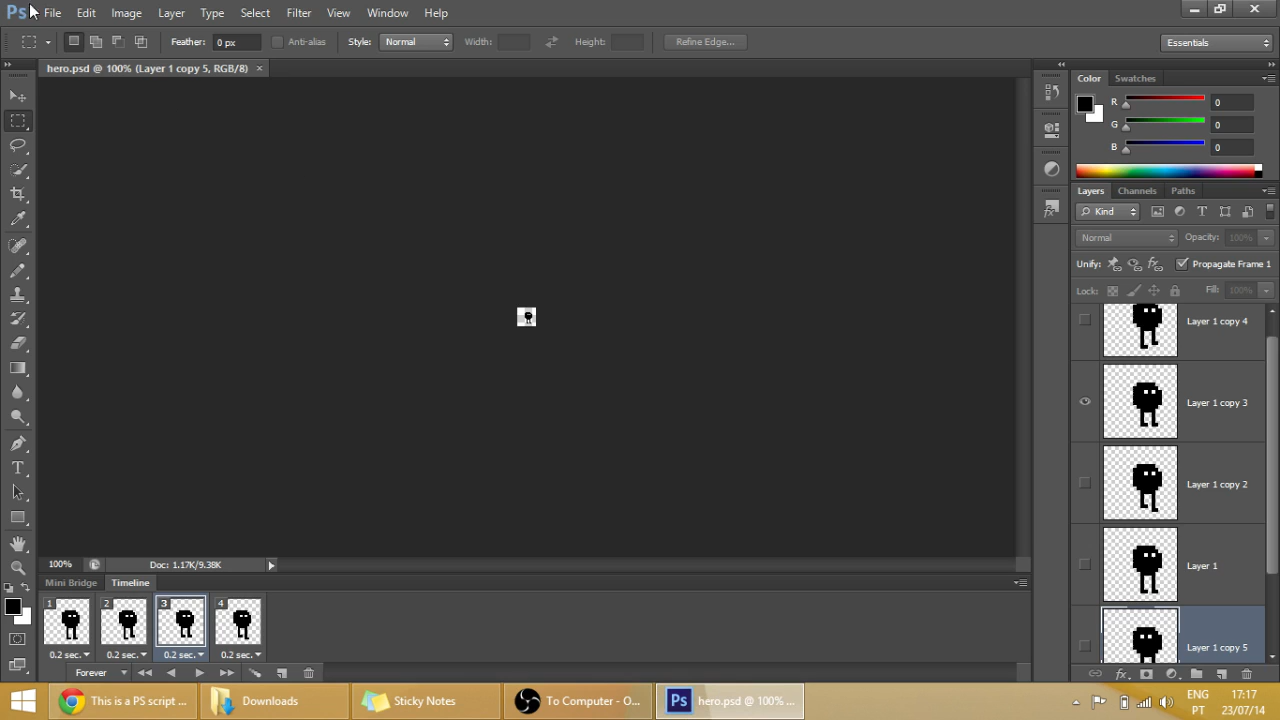 Ps File Edit Image Layer Type Select Filter View Window Help
Feather: 0 px Anti-alias Style: Normal Width: Height: Refine Edge... Essentials
hero.psd @ 100% (Layer 1 copy 5, RGB/8) ×
Color Swatches
R 0
G 0
B 0
Layers Channels Paths
Kind
Normal Opacity: 100%
Unify: Propagate Frame 1
Lock: Fill: 100%
Layer 1 copy 4
Layer 1 copy 3
Layer 1 copy 2
Layer 1
Layer 1 copy 5
100% Doc: 1.17K/9.38K
Mini Bridge Timeline
1 2 3 4
0.2 sec. 0.2 sec. 0.2 sec. 0.2 sec.
Forever
This is a PS script ... Downloads Sticky Notes To Computer - O... Ps hero.psd @ 100% ...
ENG 17:17
PT 23/07/14